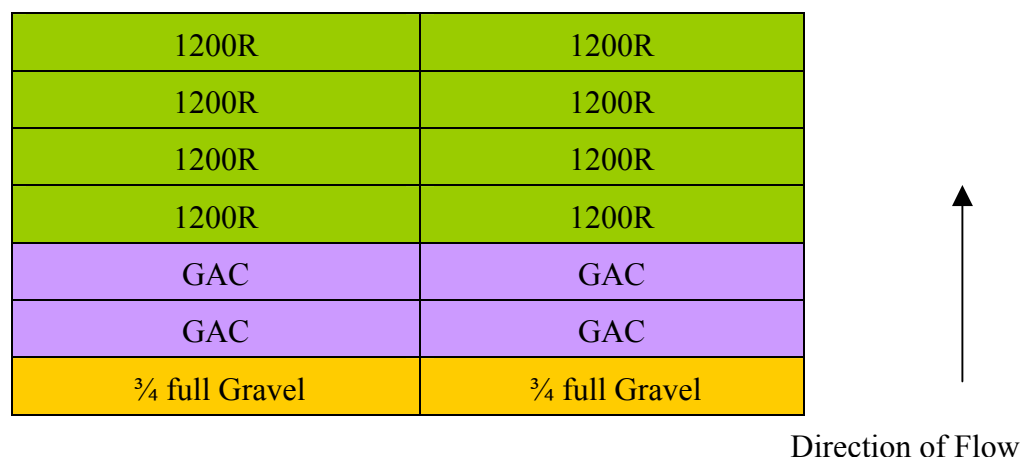 1200R 1200R
1200R 1200R
1200R 1200R
1200R 1200R
GAC GAC
GAC GAC
¾ full Gravel ¾ full Gravel
Direction of Flow